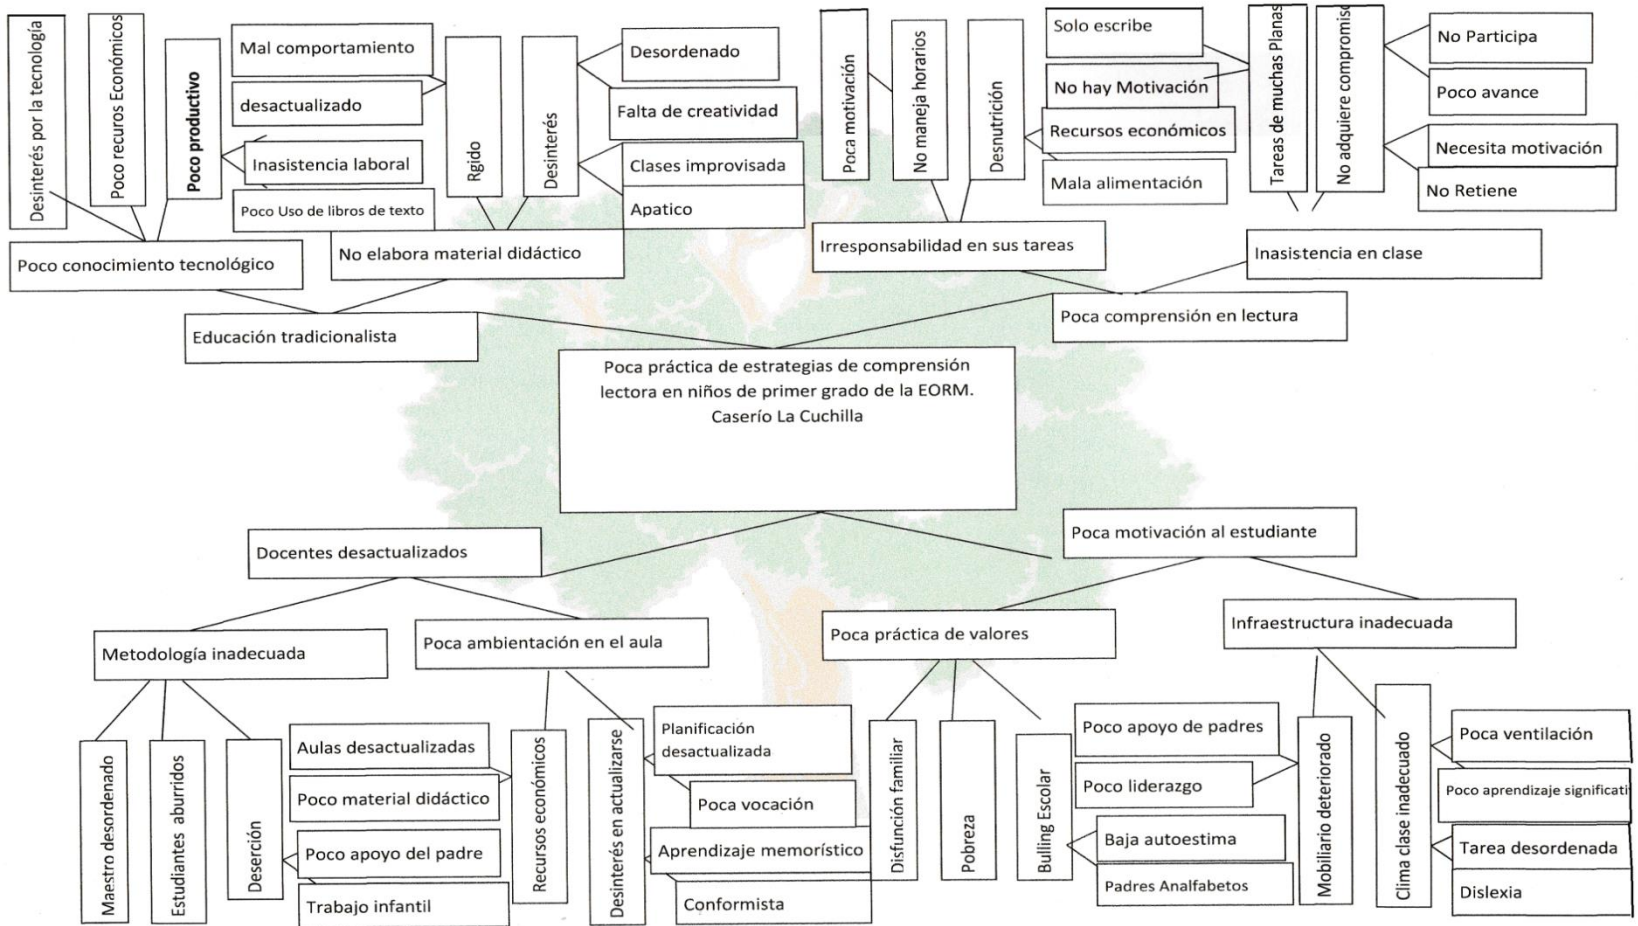 Desinterés por la tecnología
Poco recuros Económicos
Poco productivo
Mal comportamiento
desactualizado
Inasistencia laboral
Poco Uso de libros de texto
Rgido
Desinterés
Desordenado
Falta de creatividad
Clases improvisada
Apatico
Poca motivación
No maneja horarios
Desnutrición
Solo escribe
No hay Motivación
Recursos económicos
Mala alimentación
Tareas de muchas Planas
No adquiere compromisc
No Participa
Poco avance
Necesita motivación
No Retiene
Poco conocimiento tecnológico
No elabora material didáctico
Irresponsabilidad en sus tareas
Inasistencia en clase
Educación tradicionalista
Poca comprensión en lectura
Poca práctica de estrategias de comprensión
lectora en niños de primer grado de la EORM.
Caserío La Cuchilla
Docentes desactualizados
Poca motivación al estudiante
Metodología inadecuada
Poca ambientación en el aula
Poca práctica de valores
Infraestructura inadecuada
Maestro desordenado
Estudiantes aburridos
Deserción
Aulas desactualizadas
Poco material didáctico
Poco apoyo del padre
Trabajo infantil
Recursos económicos
Desinterés en actualizarse
Planificación
desactualizada
Poca vocación
Aprendizaje memorístico
Conformista
Disfunción familiar
Pobreza
Bulling Escolar
Poco apoyo de padres
Poco liderazgo
Baja autoestima
Padres Analfabetos
Mobiliario deteriorado
Clima clase inadecuado
Poca ventilación
Poco aprendizaje significati
Tarea desordenada
Dislexia